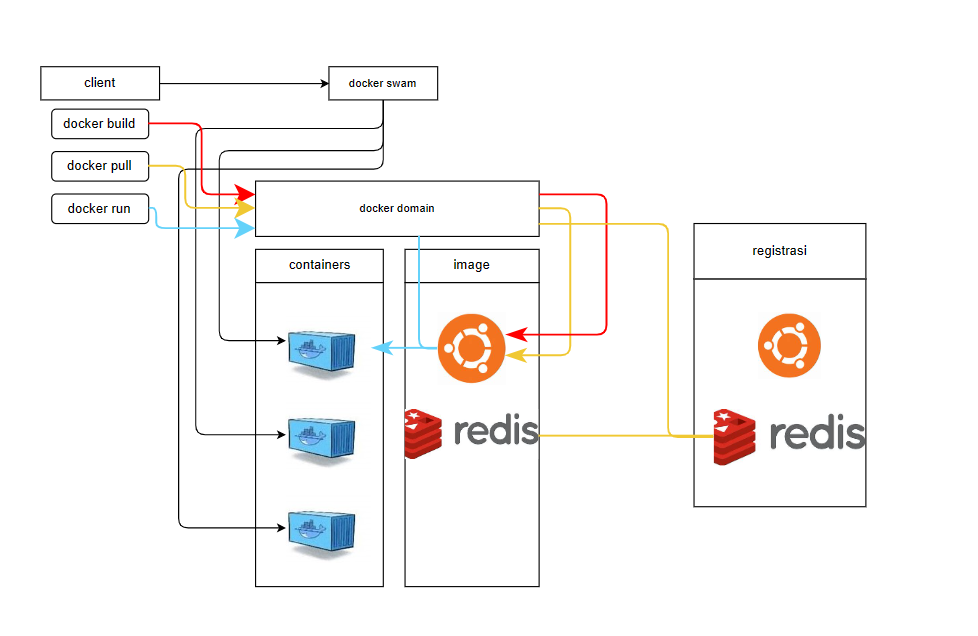 client
docker swam
docker build
docker pull
docker run
docker domain
containers
image
registrasi
redis
redis